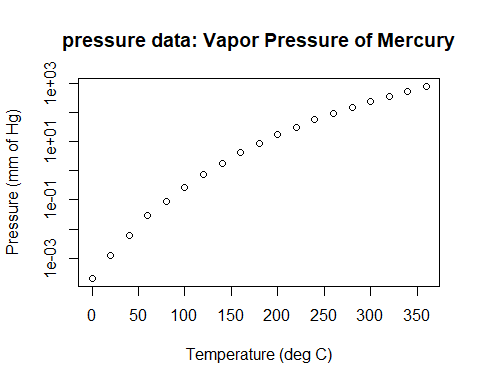 pressure data: Vapor Pressure of Mercury
Pressure (mm of Hg)
1e+03
1e+01
1e-01
1e-03
0 50 100 150 200 250 300 350
Temperature (deg C)